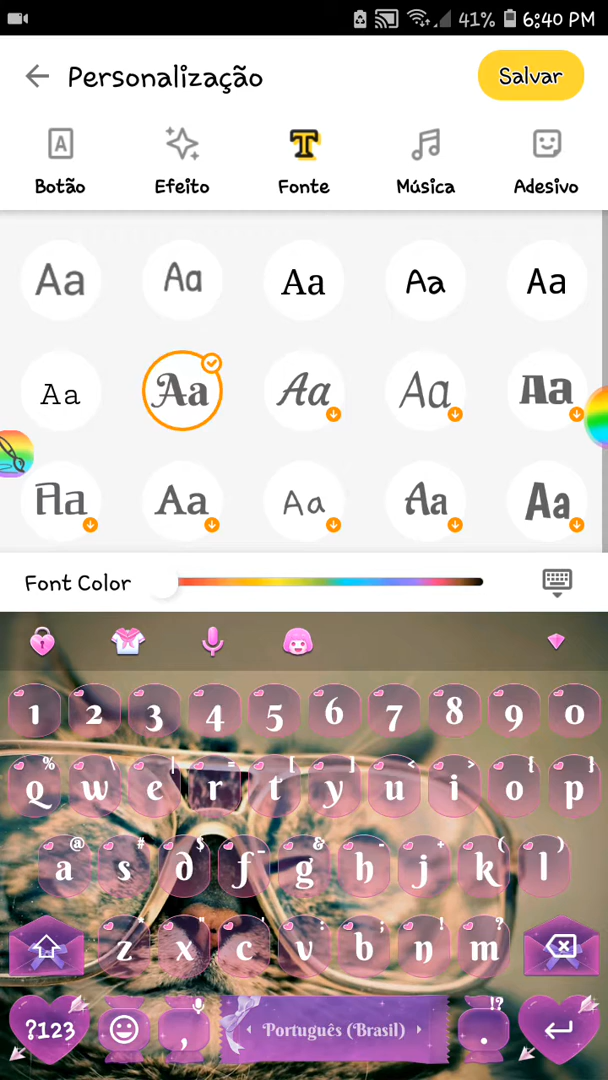 41% 6:40 PM
Personalização Salvar
Botão Efeito Fonte Música Adesivo
Aa Aa Aa Aa Aa
Aa Aa Aa Aa Aa
Aa Aa Aa Aa Aa
Font Color
1 2 3 4 5 6 7 8 9 0
% \ | = [ ] < > { }
q w e r t y u i o p
@ # $ _ & - + ( )
a s d f g h j k l
* " ' : ; ! ?
z x c v b n m
!?
?123 , Português (Brasil) .